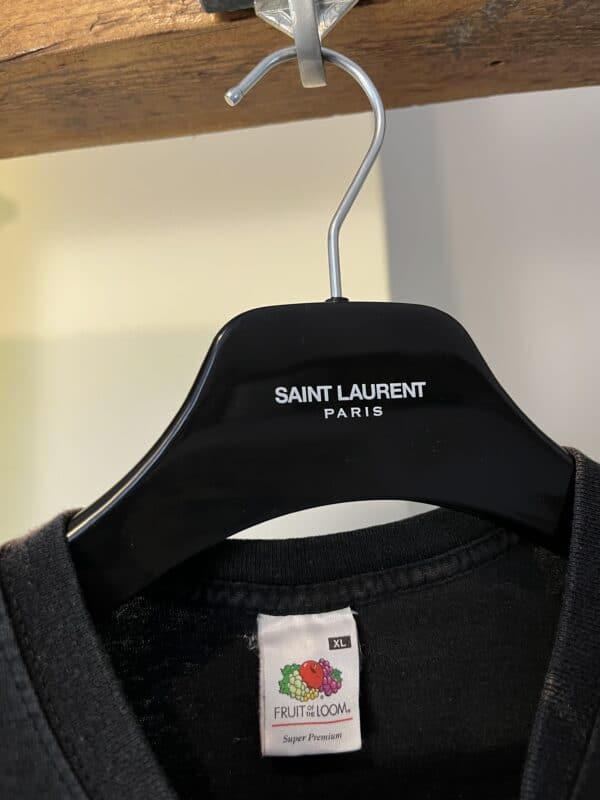 SAINT LAURENT
PARIS
XL
FRUIT OF THE LOOM®
Super Premium